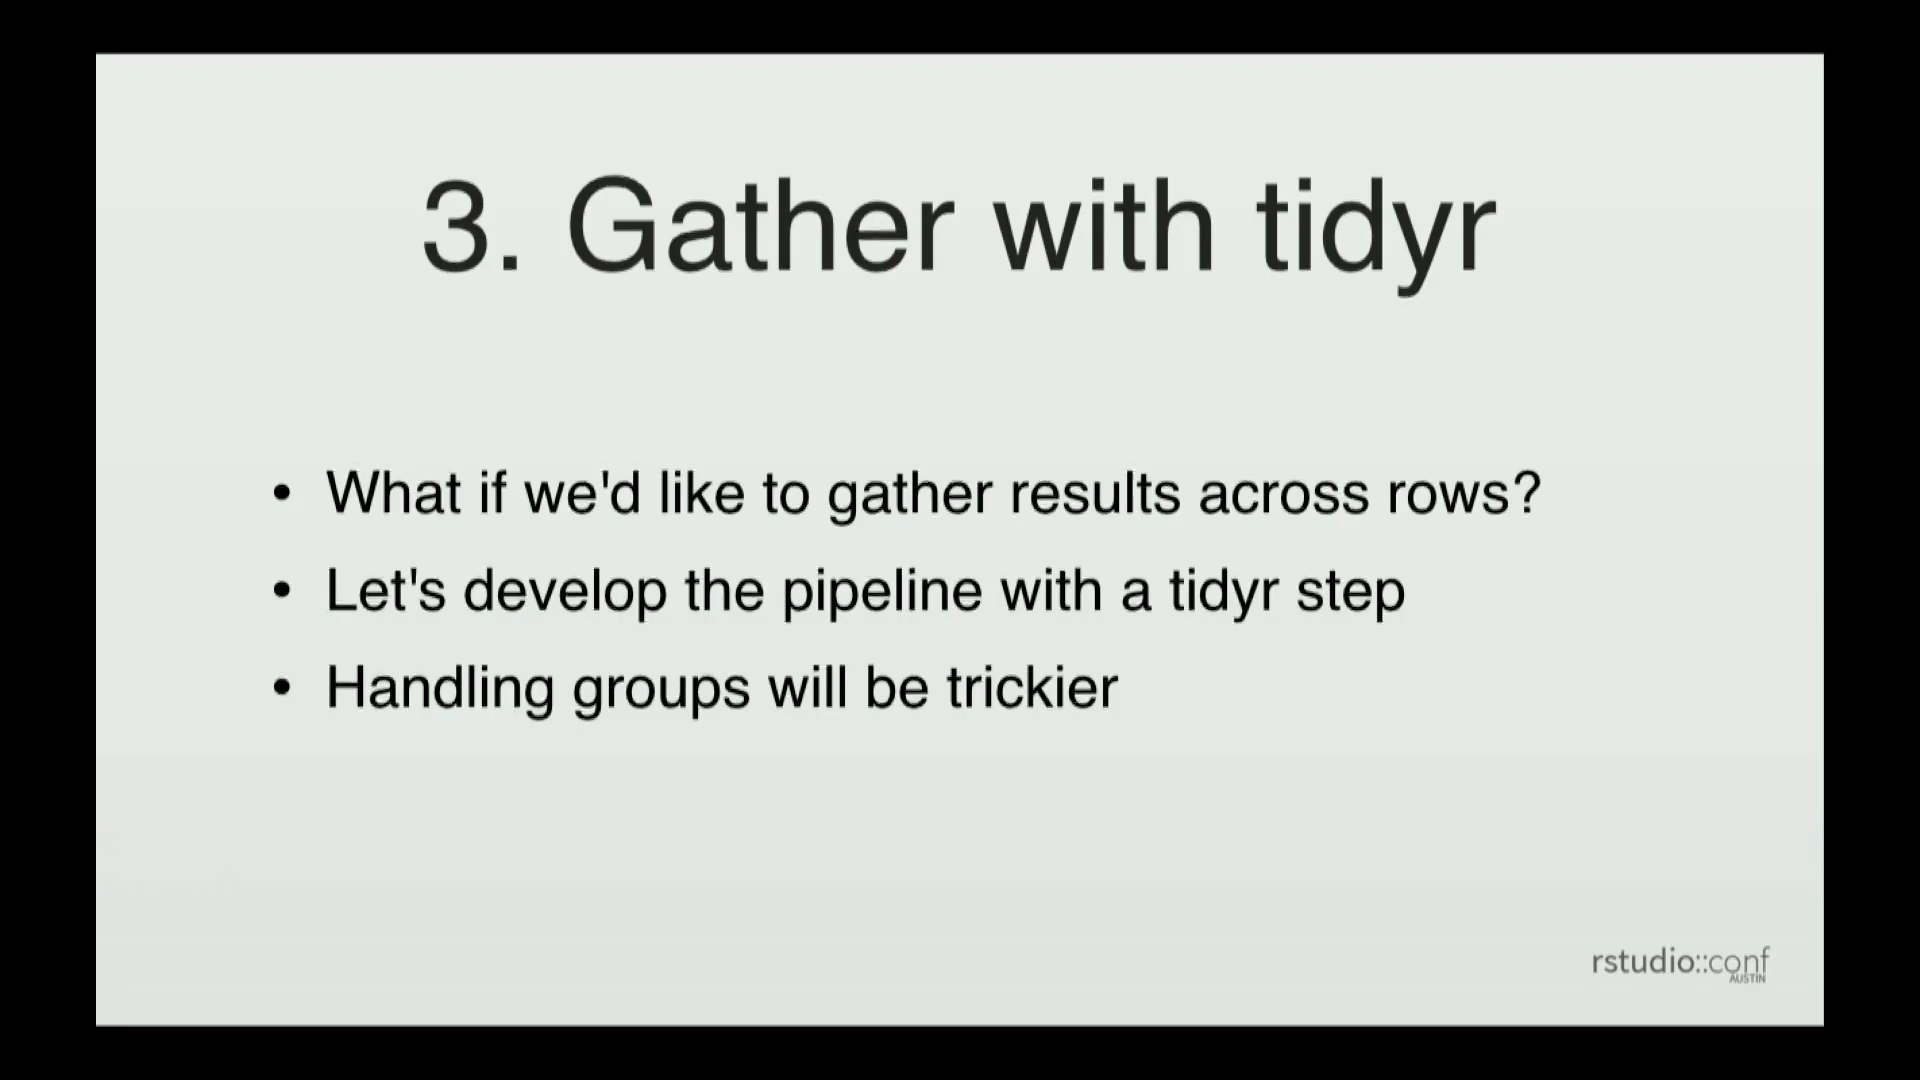 3. Gather with tidyr
• What if we'd like to gather results across rows?
• Let's develop the pipeline with a tidyr step
• Handling groups will be trickier
rstudio::conf
AUSTIN